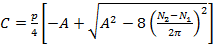 C = p/4 [−A + √(A² − 8((N₂−N₁)/2π)²)]